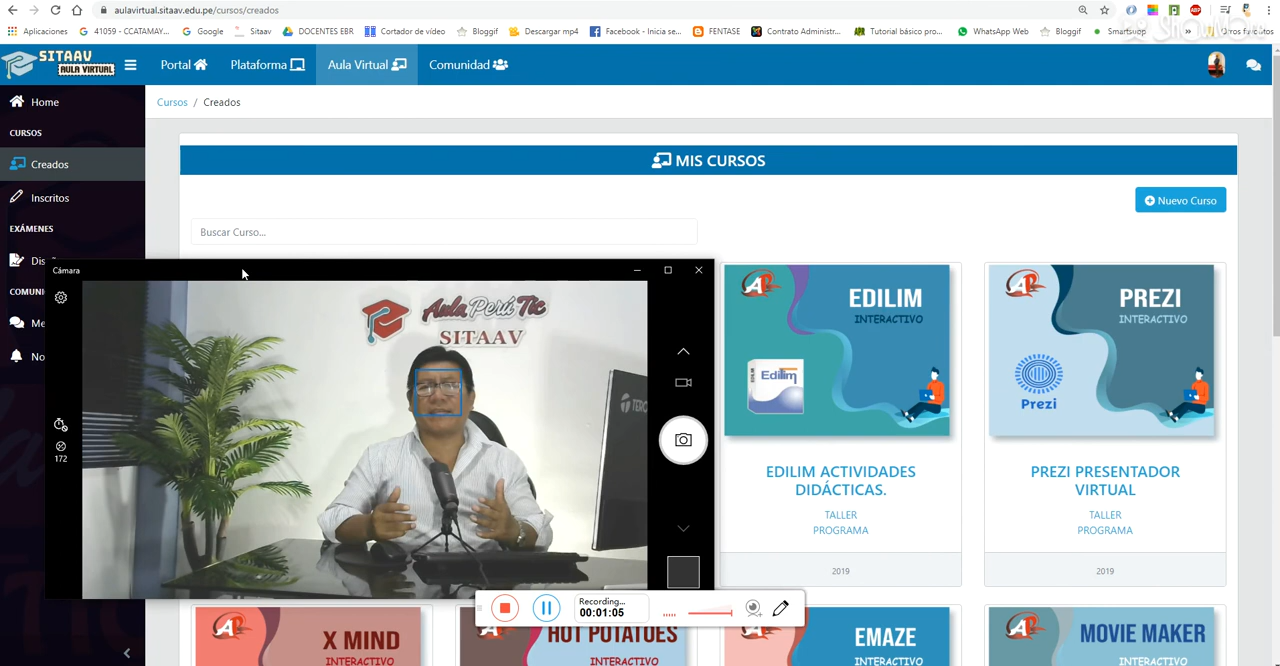 aulavirtual.sitaav.edu.pe/cursos/creados
Aplicaciones 41059 - CCATAMAY... Google Sitaav DOCENTES EBR Cortador de vídeo Bloggif Descargar mp4 Facebook - Inicia se... FENTASE Contrato Administr... Tutorial básico pro... WhatsApp Web Bloggif Smartsupp » Otros favoritos
SITAAV
AULA VIRTUAL
Portal Plataforma Aula Virtual Comunidad
Home
CURSOS
Creados
Inscritos
EXÁMENES
Cursos / Creados
MIS CURSOS
Nuevo Curso
Buscar Curso...
Cámara
172
Aula Perú Tic
SITAAV
Recording...
00:01:05
EDILIM
INTERACTIVO
Edilim
EDILIM ACTIVIDADES
DIDÁCTICAS.
TALLER
PROGRAMA
2019
PREZI
INTERACTIVO
Prezi
PREZI PRESENTADOR
VIRTUAL
TALLER
PROGRAMA
2019
X MIND
INTERACTIVO
HOT POTATOES
INTERACTIVO
EMAZE
INTERACTIVO
MOVIE MAKER
INTERACTIVO